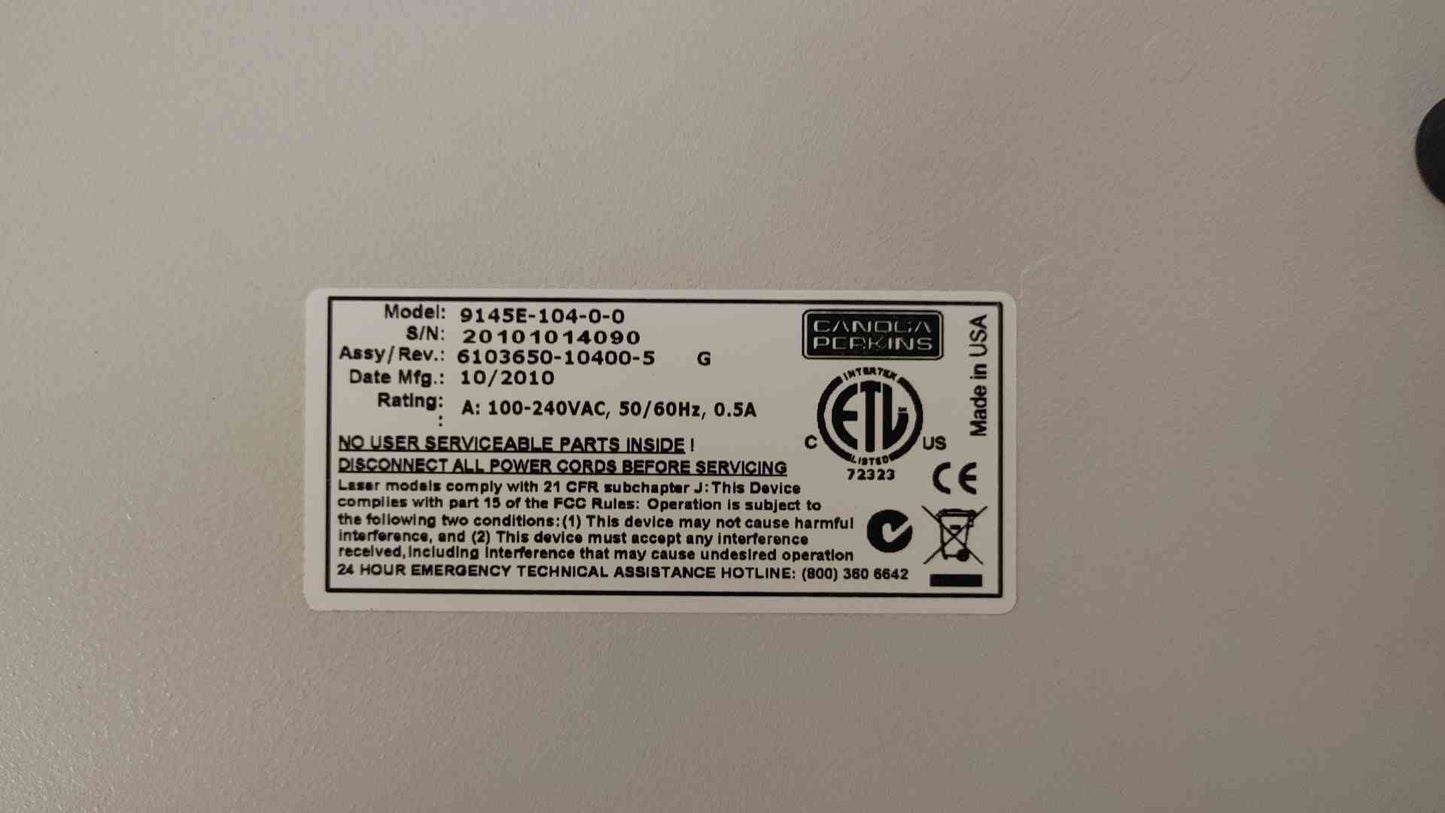 Model: 9145E-104-0-0
S/N: 20101014090
Assy/Rev.: 6103650-10400-5 G
Date Mfg.: 10/2010
Rating: A: 100-240VAC, 50/60Hz, 0.5A
:
NO USER SERVICEABLE PARTS INSIDE !
DISCONNECT ALL POWER CORDS BEFORE SERVICING
Laser models comply with 21 CFR subchapter J: This Device
complies with part 15 of the FCC Rules: Operation is subject to
the following two conditions: (1) This device may not cause harmful
interference, and (2) This device must accept any interference
received, including interference that may cause undesired operation
24 HOUR EMERGENCY TECHNICAL ASSISTANCE HOTLINE: (800) 360 6642
CANOGA
PERKINS
INTERTEK
ETL
C US
LISTED
72323
CE
Made in USA